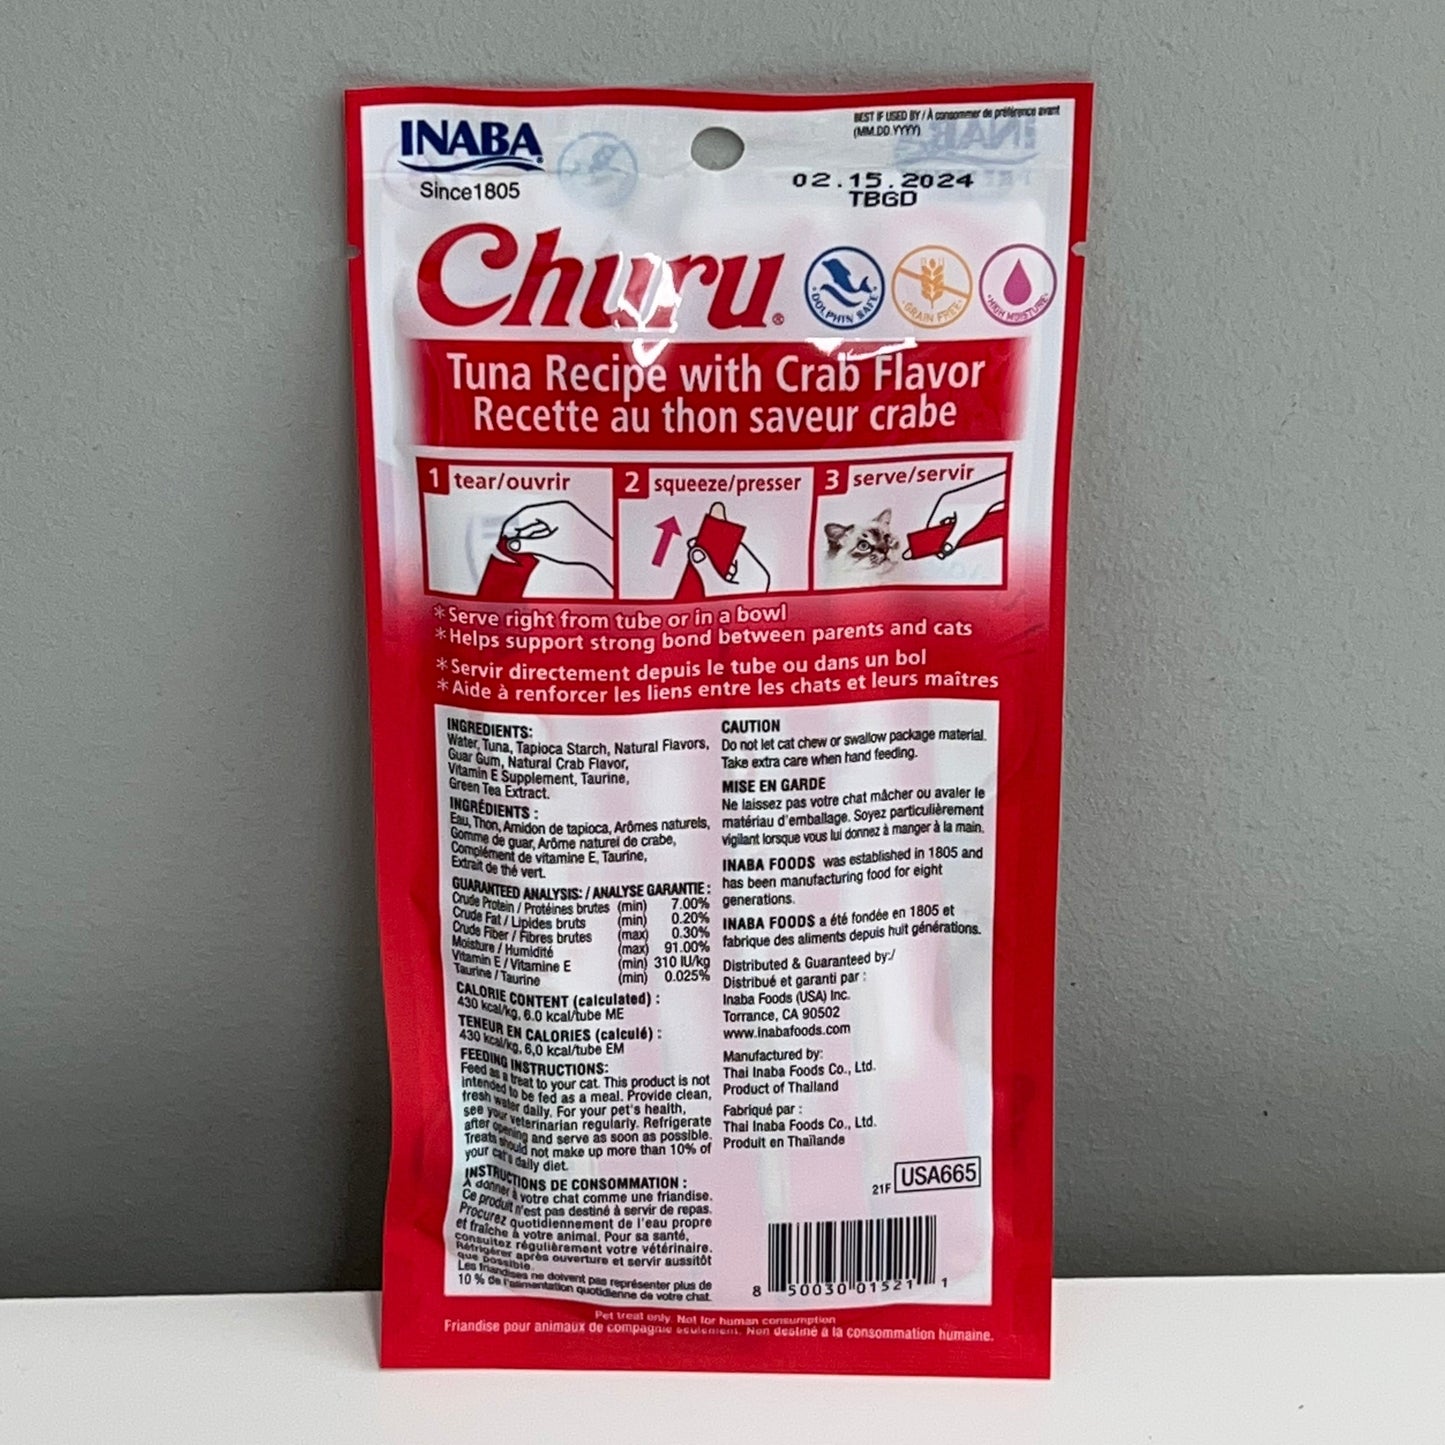 INABA®
Since1805
BEST IF USED BY / À consommer de préférence avant
(MM.DD.YYYY)
02.15.2024
TBGD
Churu®
DOLPHIN SAFE
GRAIN FREE
HIGH MOISTURE
Tuna Recipe with Crab Flavor
Recette au thon saveur crabe
1 tear/ouvrir
2 squeeze/presser
3 serve/servir
*Serve right from tube or in a bowl
*Helps support strong bond between parents and cats
*Servir directement depuis le tube ou dans un bol
*Aide à renforcer les liens entre les chats et leurs maîtres
INGREDIENTS:
Water, Tuna, Tapioca Starch, Natural Flavors,
Guar Gum, Natural Crab Flavor,
Vitamin E Supplement, Taurine,
Green Tea Extract.
INGRÉDIENTS :
Eau, Thon, Amidon de tapioca, Arômes naturels,
Gomme de guar, Arôme naturel de crabe,
Complément de vitamine E, Taurine,
Extrait de thé vert.
GUARANTEED ANALYSIS: / ANALYSE GARANTIE :
Crude Protein / Protéines brutes (min) 7.00%
Crude Fat / Lipides bruts (min) 0.20%
Crude Fiber / Fibres brutes (max) 0.30%
Moisture / Humidité (max) 91.00%
Vitamin E / Vitamine E (min) 310 IU/kg
Taurine / Taurine (min) 0.025%
CALORIE CONTENT (calculated) :
430 kcal/kg, 6.0 kcal/tube ME
TENEUR EN CALORIES (calculé) :
430 kcal/kg, 6,0 kcal/tube EM
FEEDING INSTRUCTIONS:
Feed as a treat to your cat. This product is not
intended to be fed as a meal. Provide clean,
fresh water daily. For your pet's health,
see your veterinarian regularly. Refrigerate
after opening and serve as soon as possible.
Treats should not make up more than 10% of
your cat's daily diet.
INSTRUCTIONS DE CONSOMMATION :
À donner à votre chat comme une friandise.
Ce produit n'est pas destiné à servir de repas.
Procurez quotidiennement de l'eau propre
et fraîche à votre animal. Pour sa santé,
consultez régulièrement votre vétérinaire.
Réfrigérer après ouverture et servir aussitôt
que possible.
Les friandises ne doivent pas représenter plus de
10 % de l'alimentation quotidienne de votre chat.
CAUTION
Do not let cat chew or swallow package material.
Take extra care when hand feeding.
MISE EN GARDE
Ne laissez pas votre chat mâcher ou avaler le
matériau d'emballage. Soyez particulièrement
vigilant lorsque vous lui donnez à manger à la main.
INABA FOODS was established in 1805 and
has been manufacturing food for eight
generations.
INABA FOODS a été fondée en 1805 et
fabrique des aliments depuis huit générations.
Distributed & Guaranteed by:/
Distribué et garanti par :
Inaba Foods (USA) Inc.
Torrance, CA 90502
www.inabafoods.com
Manufactured by:
Thai Inaba Foods Co., Ltd.
Product of Thailand
Fabriqué par :
Thai Inaba Foods Co., Ltd.
Produit en Thaïlande
21F USA665
8 50030 01521 1
Pet treat only. Not for human consumption
Friandise pour animaux de compagnie seulement. Non destiné à la consommation humaine.